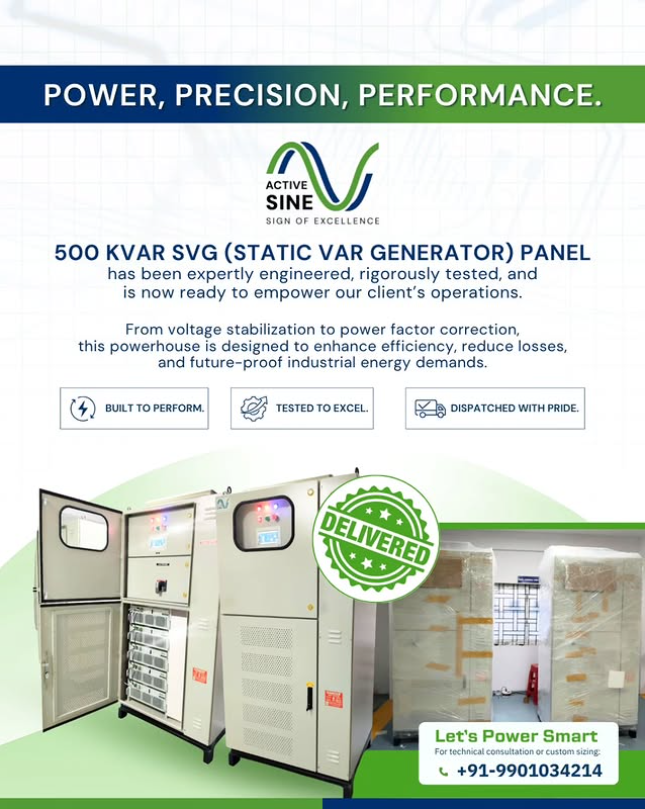 POWER, PRECISION, PERFORMANCE.
ACTIVE
SINE
SIGN OF EXCELLENCE
500 KVAR SVG (STATIC VAR GENERATOR) PANEL
has been expertly engineered, rigorously tested, and
is now ready to empower our client's operations.
From voltage stabilization to power factor correction,
this powerhouse is designed to enhance efficiency, reduce losses,
and future-proof industrial energy demands.
BUILT TO PERFORM.
TESTED TO EXCEL.
DISPATCHED WITH PRIDE.
DELIVERED
Let's Power Smart
For technical consultation or custom sizing:
+91-9901034214